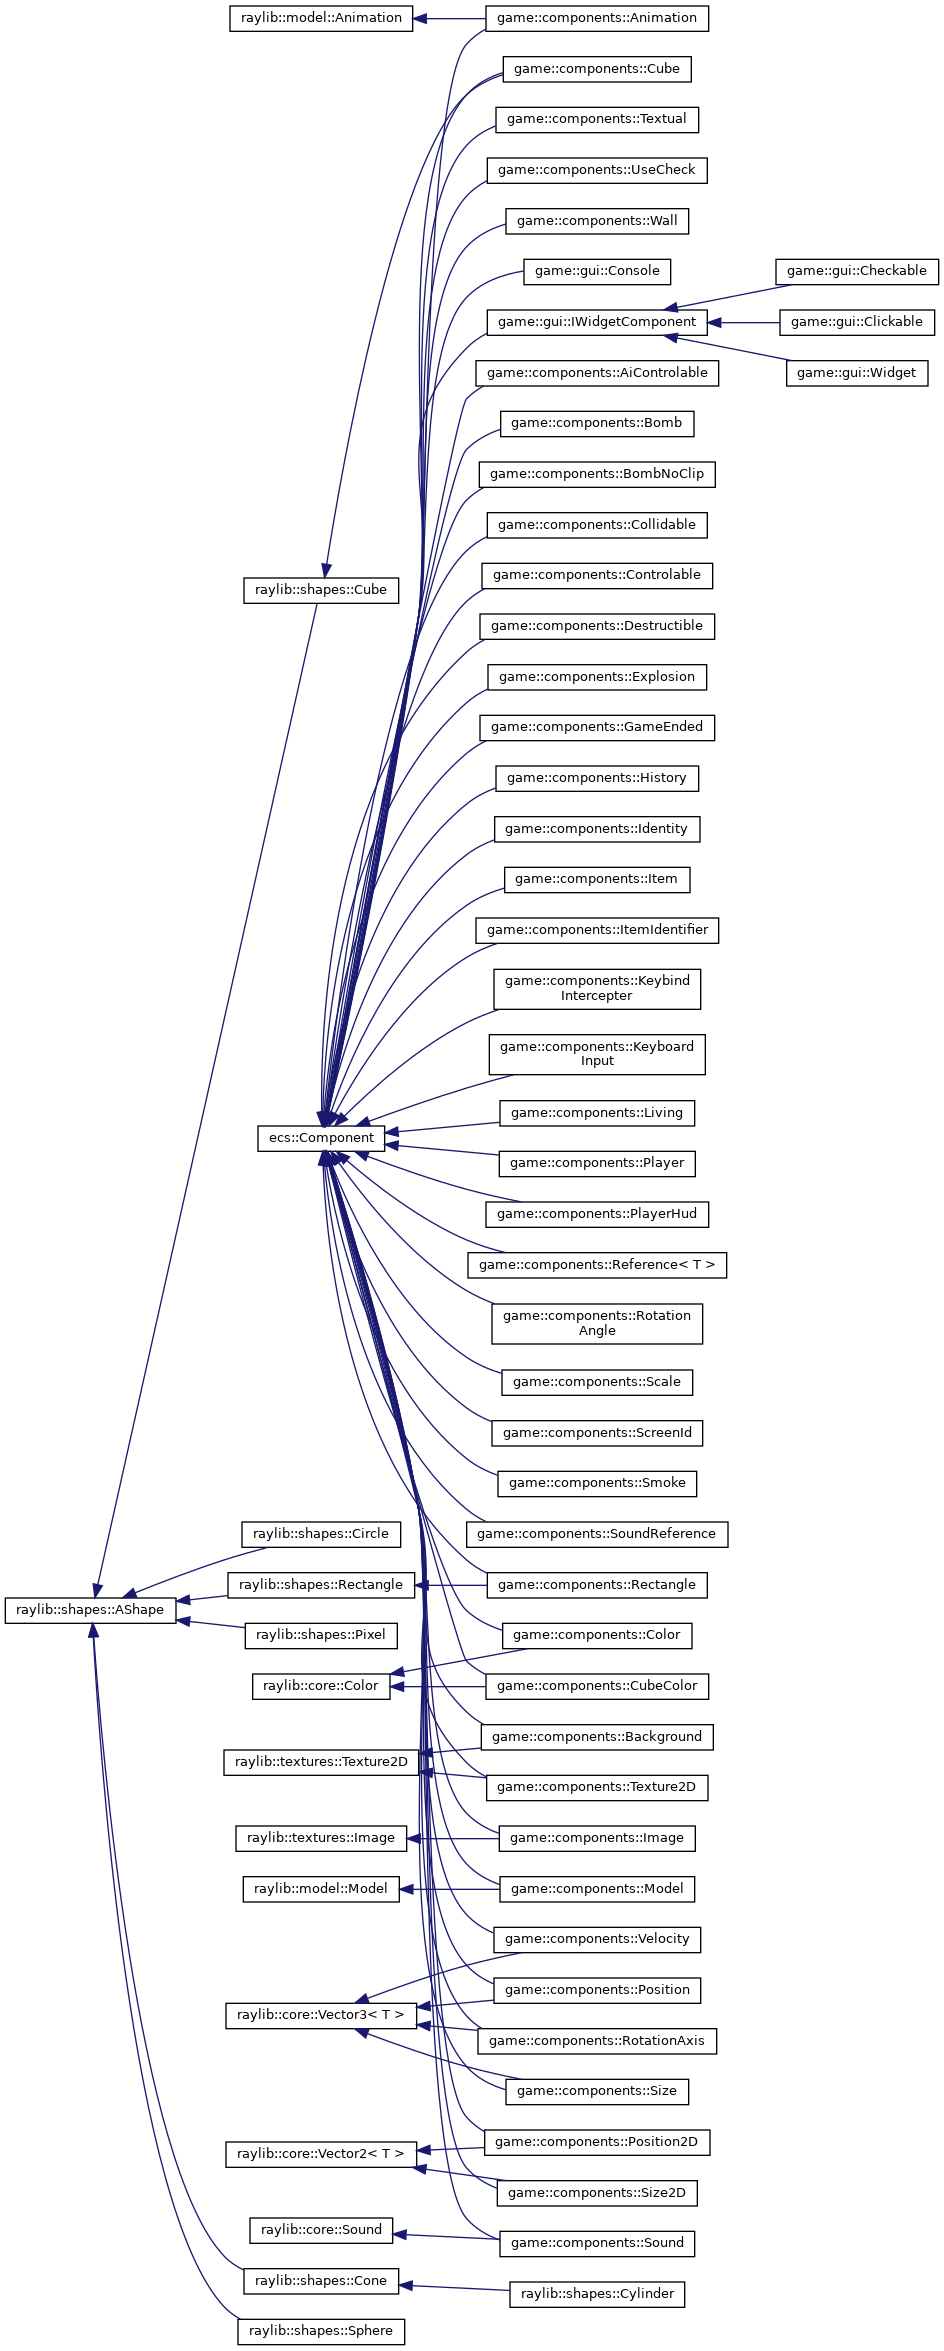 raylib::model::Animation
game::components::Animation
game::components::Cube
game::components::Textual
game::components::UseCheck
game::components::Wall
game::gui::Console
game::gui::Checkable
game::gui::IWidgetComponent
game::gui::Clickable
game::components::AiControlable
game::gui::Widget
game::components::Bomb
game::components::BombNoClip
game::components::Collidable
game::components::Controlable
raylib::shapes::Cube
game::components::Destructible
game::components::Explosion
game::components::GameEnded
game::components::History
game::components::Identity
game::components::Item
game::components::ItemIdentifier
game::components::Keybind
Intercepter
game::components::Keyboard
Input
game::components::Living
ecs::Component
game::components::Player
game::components::PlayerHud
game::components::Reference< T >
game::components::Rotation
Angle
game::components::Scale
game::components::ScreenId
game::components::Smoke
raylib::shapes::Circle
game::components::SoundReference
raylib::shapes::Rectangle
game::components::Rectangle
raylib::shapes::AShape
raylib::shapes::Pixel
game::components::Color
raylib::core::Color
game::components::CubeColor
game::components::Background
raylib::textures::Texture2D
game::components::Texture2D
raylib::textures::Image
game::components::Image
raylib::model::Model
game::components::Model
game::components::Velocity
game::components::Position
raylib::core::Vector3< T >
game::components::RotationAxis
game::components::Size
game::components::Position2D
raylib::core::Vector2< T >
game::components::Size2D
raylib::core::Sound
game::components::Sound
raylib::shapes::Cone
raylib::shapes::Cylinder
raylib::shapes::Sphere